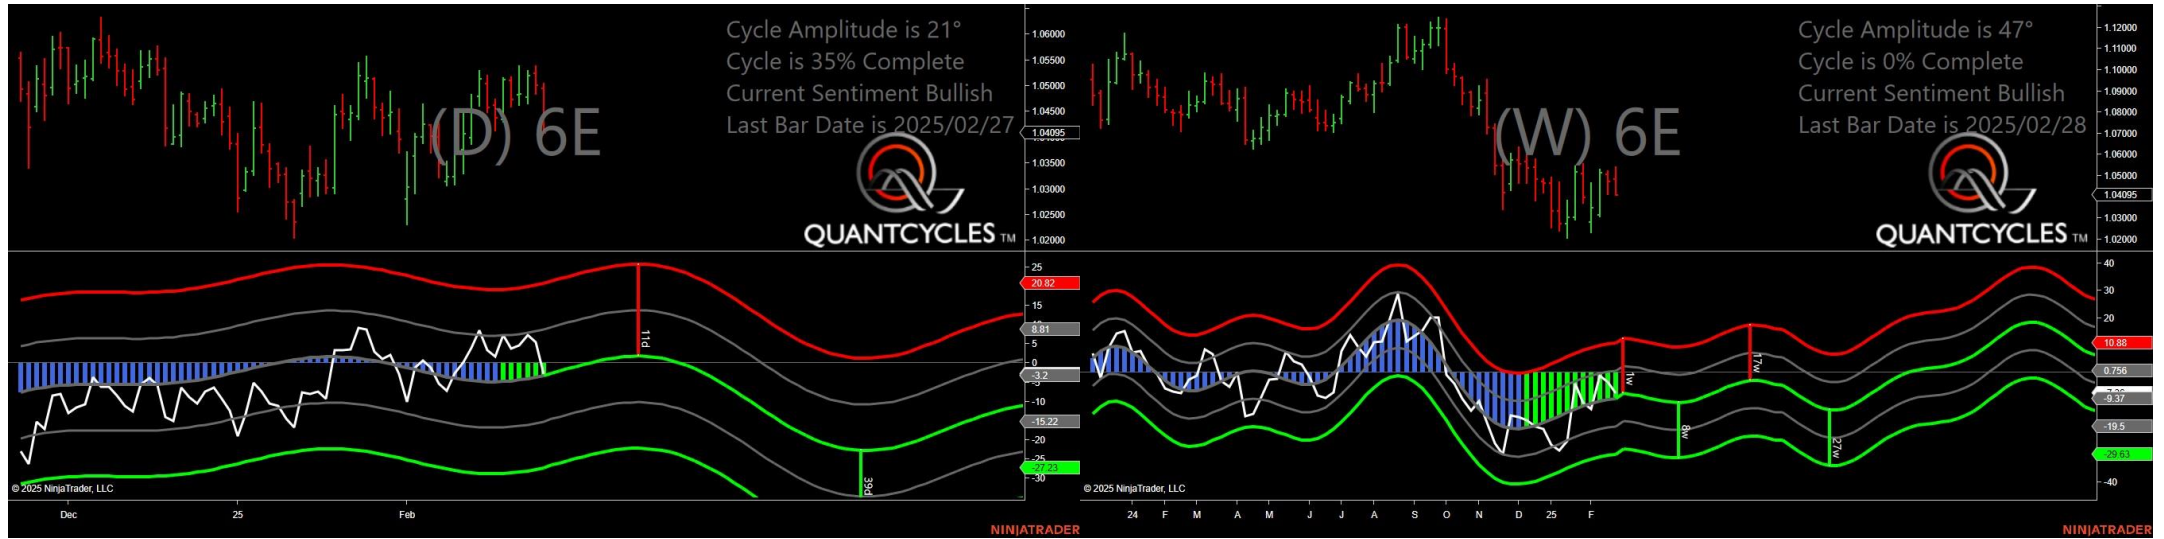 Cycle Amplitude is 21°
Cycle is 35% Complete
Current Sentiment Bullish
Last Bar Date is 2025/02/27
(D) 6E
QUANTCYCLES TM
1.06000
1.05500
1.05000
1.04500
1.04095
1.03500
1.03000
1.02500
1.02000
25
20.82
15
8.81
5
0
-3.2
-10
-15.22
-20
-25
-27.23
-30
11d
39d
© 2025 NinjaTrader, LLC
Dec
25
Feb
NINJATRADER
Cycle Amplitude is 47°
Cycle is 0% Complete
Current Sentiment Bullish
Last Bar Date is 2025/02/28
(W) 6E
QUANTCYCLES TM
1.12000
1.11000
1.10000
1.09000
1.08000
1.07000
1.06000
1.05000
1.04095
1.03000
1.02000
40
30
20
10.88
0.756
-9.37
-19.5
-29.63
-40
1w
8w
17w
27w
© 2025 NinjaTrader, LLC
24 F M A M J J A S O N D 25 F
NINJATRADER